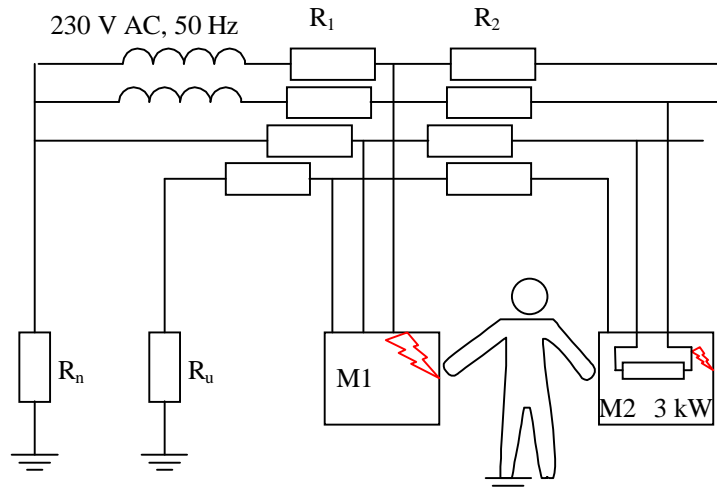 230 V AC, 50 Hz
R₁
R₂
Rₙ
Rᵤ
M1
M2 3 kW